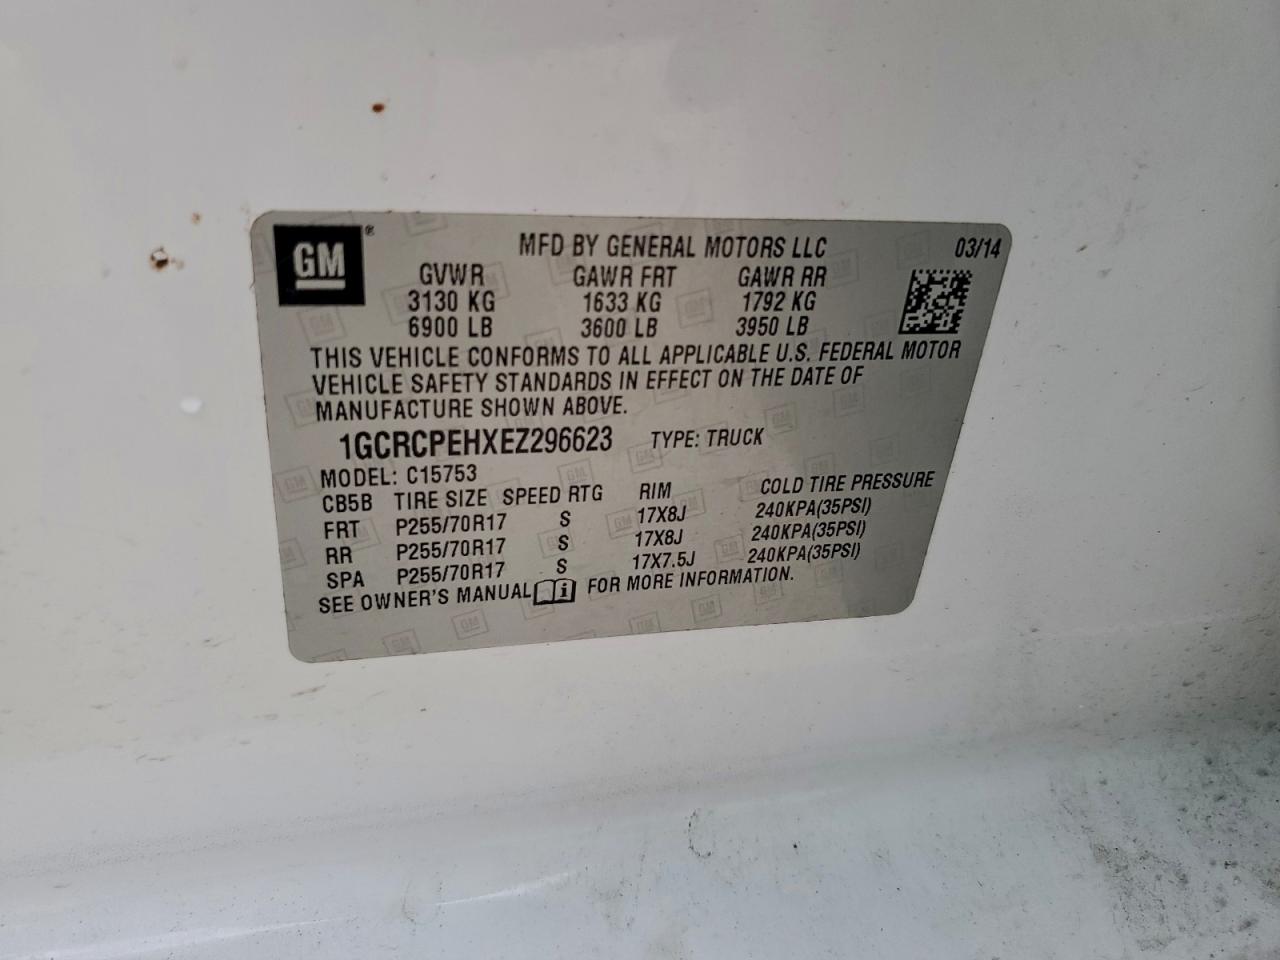 GM ®
MFD BY GENERAL MOTORS LLC 03/14
GVWR GAWR FRT GAWR RR
3130 KG 1633 KG 1792 KG
6900 LB 3600 LB 3950 LB
THIS VEHICLE CONFORMS TO ALL APPLICABLE U.S. FEDERAL MOTOR
VEHICLE SAFETY STANDARDS IN EFFECT ON THE DATE OF
MANUFACTURE SHOWN ABOVE.
1GCRCPEHXEZ296623 TYPE: TRUCK
MODEL: C15753
CB5B TIRE SIZE SPEED RTG RIM COLD TIRE PRESSURE
FRT P255/70R17 S 17X8J 240KPA(35PSI)
RR P255/70R17 S 17X8J 240KPA(35PSI)
SPA P255/70R17 S 17X7.5J 240KPA(35PSI)
SEE OWNER'S MANUAL i FOR MORE INFORMATION.